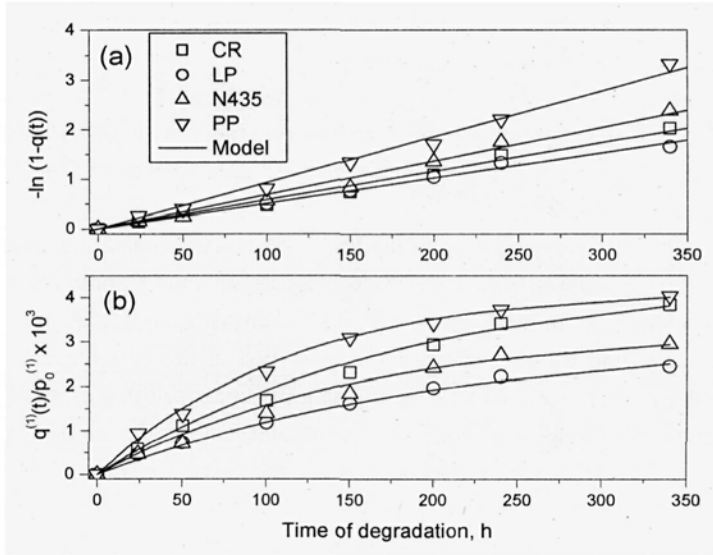 (a)
CR
LP
N435
PP
Model
-ln (1-q(t))
4
3
2
1
0
0 50 100 150 200 250 300 350
(b)
q⁽¹⁾(t)/p₀⁽¹⁾ x 10³
4
3
2
1
0
0 50 100 150 200 250 300 350
Time of degradation, h